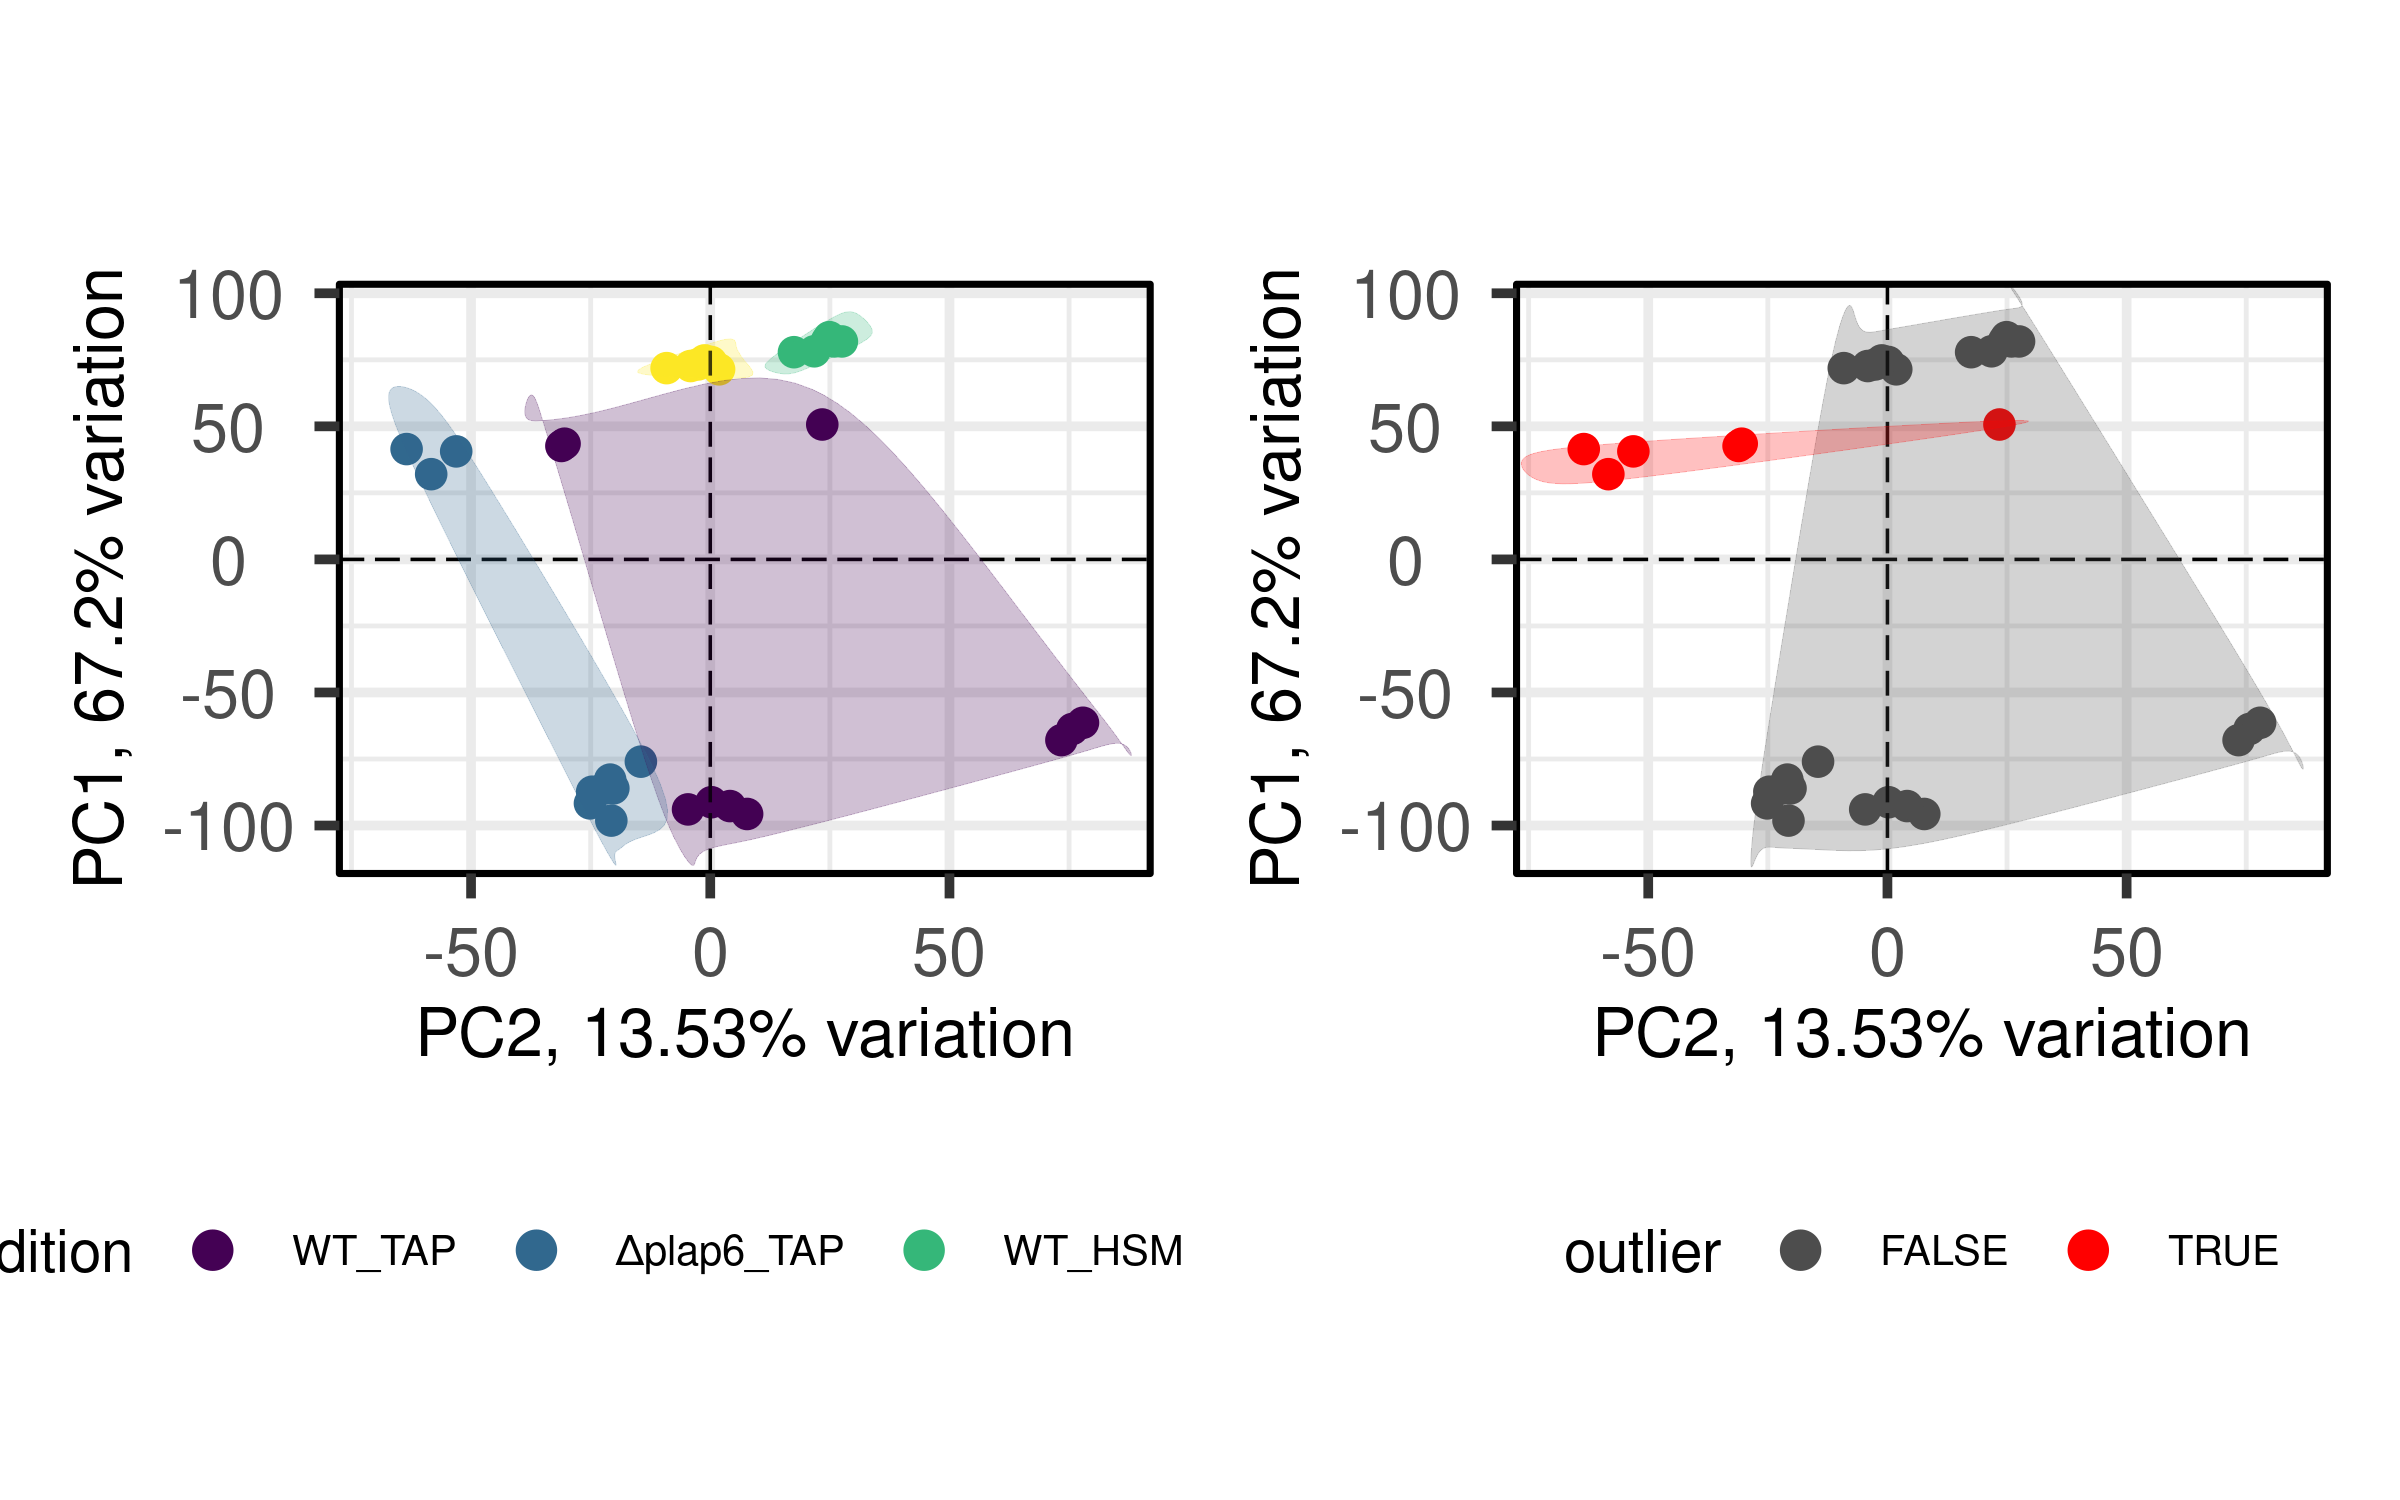 PC1, 67.2% variation
100
50
0
-50
-100
-50 0 50
PC2, 13.53% variation
PC1, 67.2% variation
100
50
0
-50
-100
-50 0 50
PC2, 13.53% variation
dition WT_TAP Δplap6_TAP WT_HSM
outlier FALSE TRUE